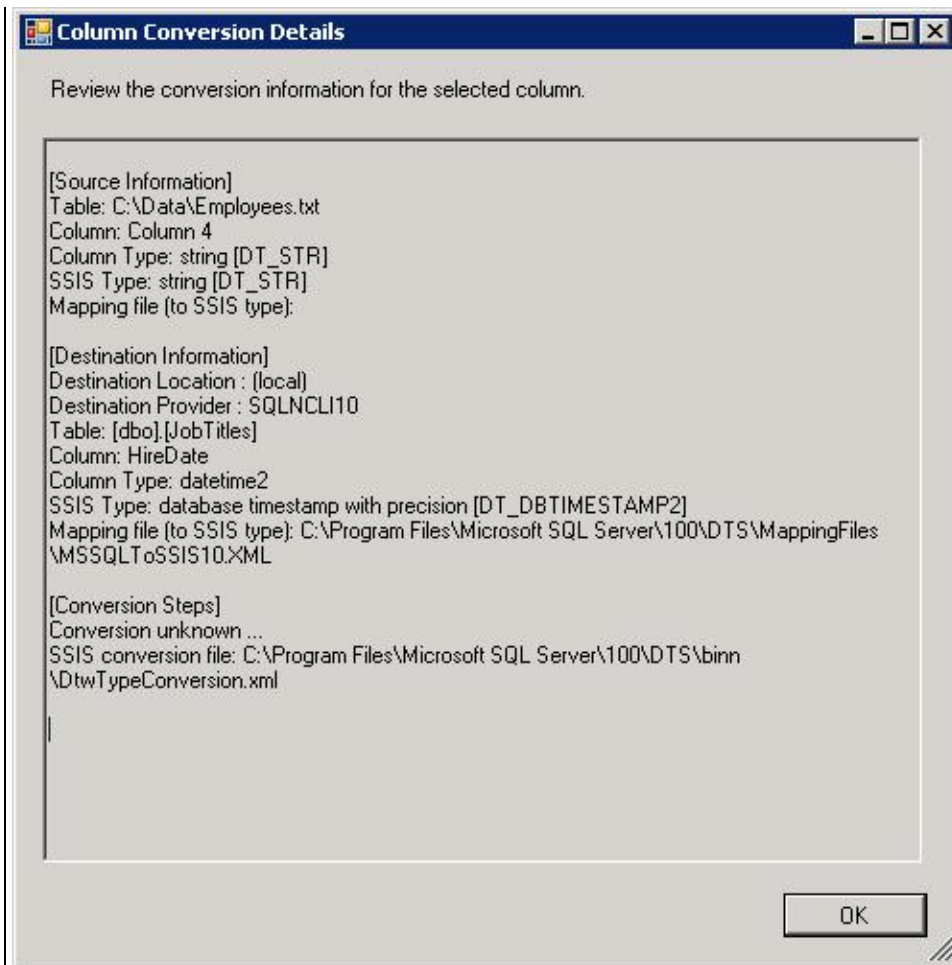 Column Conversion Details
Review the conversion information for the selected column.
[Source Information]
Table: C:\Data\Employees.txt
Column: Column 4
Column Type: string [DT_STR]
SSIS Type: string [DT_STR]
Mapping file (to SSIS type):
[Destination Information]
Destination Location : (local)
Destination Provider : SQLNCLI10
Table: [dbo].[JobTitles]
Column: HireDate
Column Type: datetime2
SSIS Type: database timestamp with precision [DT_DBTIMESTAMP2]
Mapping file (to SSIS type): C:\Program Files\Microsoft SQL Server\100\DTS\MappingFiles
\MSSQLToSSIS10.XML
[Conversion Steps]
Conversion unknown ...
SSIS conversion file: C:\Program Files\Microsoft SQL Server\100\DTS\binn
\DtwTypeConversion.xml
OK